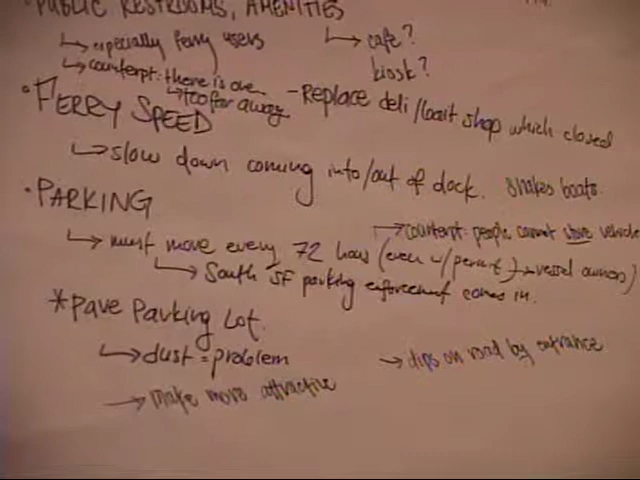 PUBLIC RESTROOMS, AMENITIES
→ especially ferry users
→ cafe?
kiosk?
→ counterpt: there is one
→ too far away
- Replace deli/bait shop which closed
• FERRY SPEED
→ slow down coming into/out of dock. Shakes boats.
• PARKING
→ must move every 72 hours (even w/permit) → vessel owners)
→ counterpt: people cannot store vehicle
→ South SF parking enforcement comes in.
* Pave Parking Lot.
→ dust = problem
→ dips on road by entrance
→ make more attractive